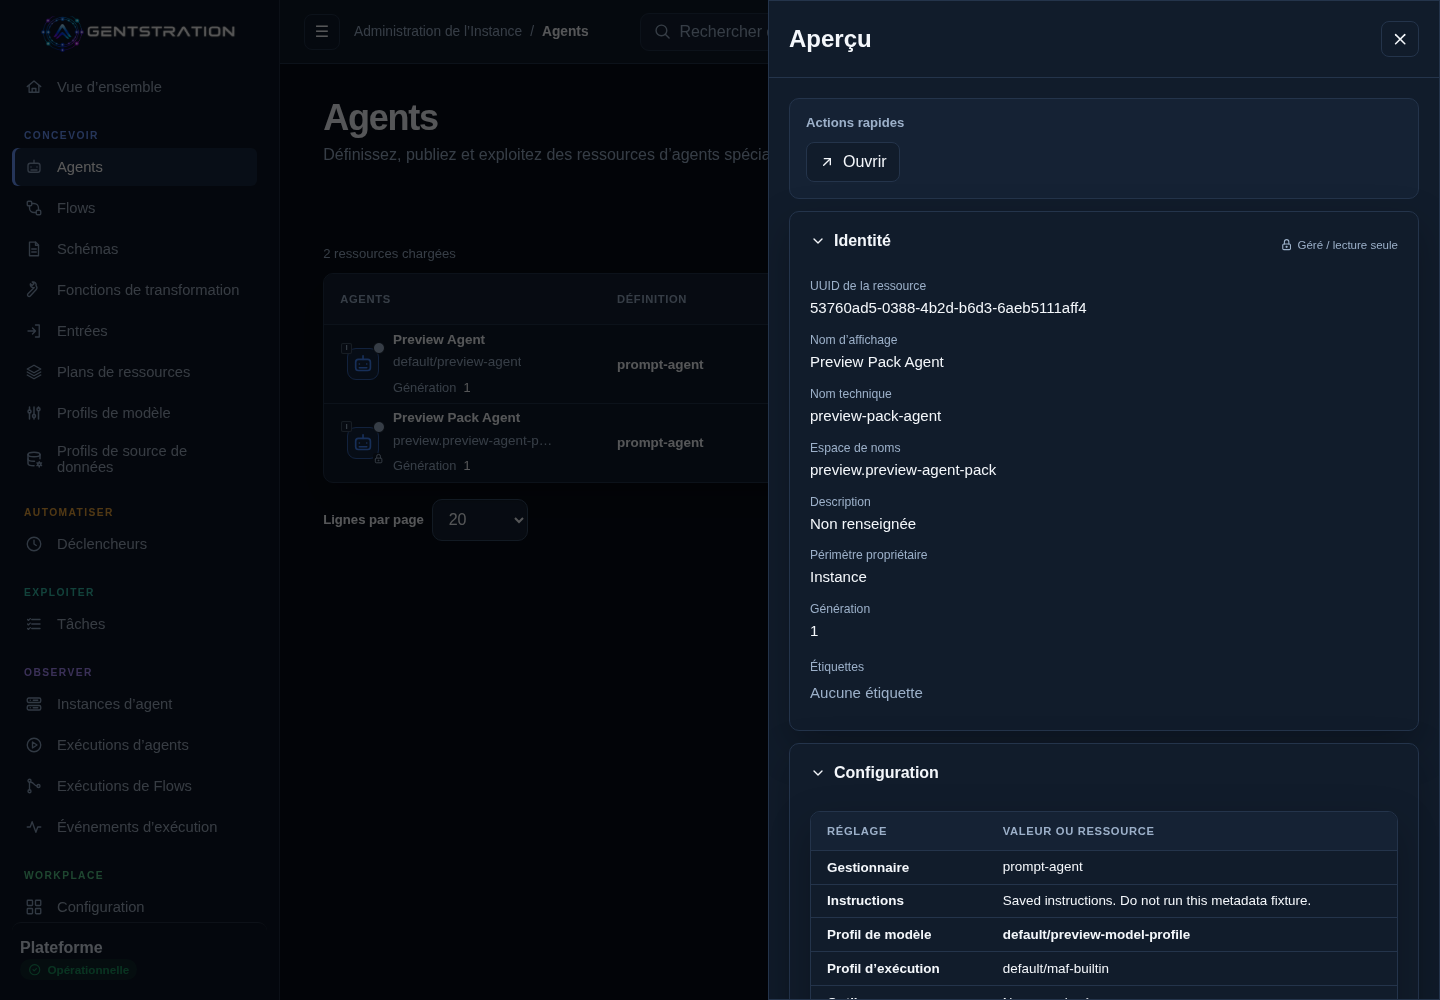 GENTSTRATION
Administration de l’Instance / Agents
Rechercher
Vue d’ensemble
CONCEVOIR
Agents
Flows
Schémas
Fonctions de transformation
Entrées
Plans de ressources
Profils de modèle
Profils de source de
données
AUTOMATISER
Déclencheurs
EXPLOITER
Tâches
OBSERVER
Instances d’agent
Exécutions d’agents
Exécutions de Flows
Événements d’exécution
WORKPLACE
Configuration
Plateforme
Opérationnelle
Agents
Définissez, publiez et exploitez des ressources d’agents
2 ressources chargées
AGENTS DÉFINITION
Preview Agent
default/preview-agent prompt-agent
Génération 1
Preview Pack Agent
preview.preview-agent-p… prompt-agent
Génération 1
Lignes par page 20
Aperçu
Actions rapides
Ouvrir
Identité
Géré / lecture seule
UUID de la ressource
53760ad5-0388-4b2d-b6d3-6aeb5111aff4
Nom d’affichage
Preview Pack Agent
Nom technique
preview-pack-agent
Espace de noms
preview.preview-agent-pack
Description
Non renseignée
Périmètre propriétaire
Instance
Génération
1
Étiquettes
Aucune étiquette
Configuration
RÉGLAGE VALEUR OU RESSOURCE
Gestionnaire prompt-agent
Instructions Saved instructions. Do not run this metadata fixture.
Profil de modèle default/preview-model-profile
Profil d’exécution default/maf-builtin